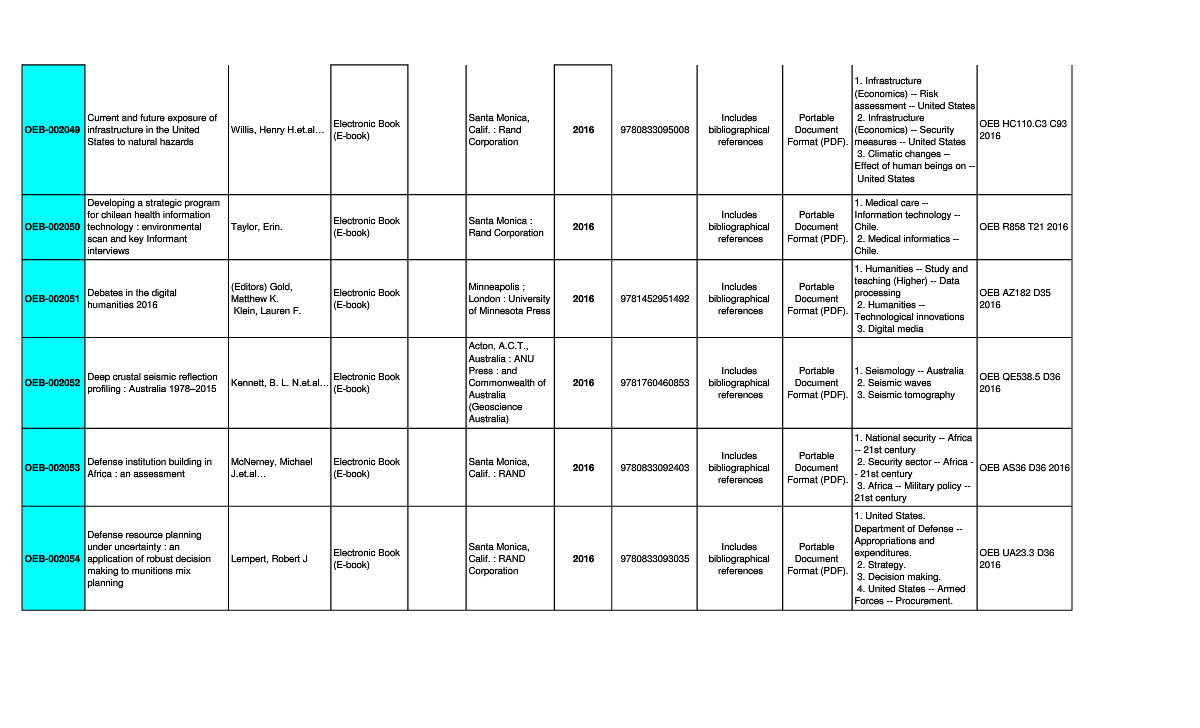 OEB-002049
Current and future exposure of
infrastructure in the United
States to natural hazards
Willis, Henry H.et.al…
Electronic Book
(E-book)
Santa Monica,
Calif. : Rand
Corporation
2016
9780833095008
Includes
bibliographical
references
Portable
Document
Format (PDF).
1. Infrastructure
(Economics) -- Risk
assessment -- United States
2. Infrastructure
(Economics) -- Security
measures -- United States
3. Climatic changes --
Effect of human beings on --
United States
OEB HC110.C3 C93
2016
OEB-002050
Developing a strategic program
for chilean health information
technology : environmental
scan and key Informant
interviews
Taylor, Erin.
Electronic Book
(E-book)
Santa Monica :
Rand Corporation
2016
Includes
bibliographical
references
Portable
Document
Format (PDF).
1. Medical care --
Information technology --
Chile.
2. Medical informatics --
Chile.
OEB R858 T21 2016
OEB-002051
Debates in the digital
humanities 2016
(Editors) Gold,
Matthew K.
Klein, Lauren F.
Electronic Book
(E-book)
Minneapolis ;
London : University
of Minnesota Press
2016
9781452951492
Includes
bibliographical
references
Portable
Document
Format (PDF).
1. Humanities -- Study and
teaching (Higher) -- Data
processing
2. Humanities --
Technological innovations
3. Digital media
OEB AZ182 D35
2016
OEB-002052
Deep crustal seismic reflection
profiling : Australia 1978–2015
Kennett, B. L. N.et.al…
Electronic Book
(E-book)
Acton, A.C.T.,
Australia : ANU
Press : and
Commonwealth of
Australia
(Geoscience
Australia)
2016
9781760460853
Includes
bibliographical
references
Portable
Document
Format (PDF).
1. Seismology -- Australia
2. Seismic waves
3. Seismic tomography
OEB QE538.5 D36
2016
OEB-002053
Defense institution building in
Africa : an assessment
McNerney, Michael
J.et.al…
Electronic Book
(E-book)
Santa Monica,
Calif. : RAND
2016
9780833092403
Includes
bibliographical
references
Portable
Document
Format (PDF).
1. National security -- Africa
-- 21st century
2. Security sector -- Africa -
- 21st century
3. Africa -- Military policy --
21st century
OEB AS36 D36 2016
OEB-002054
Defense resource planning
under uncertainty : an
application of robust decision
making to munitions mix
planning
Lempert, Robert J
Electronic Book
(E-book)
Santa Monica,
Calif. : RAND
Corporation
2016
9780833093035
Includes
bibliographical
references
Portable
Document
Format (PDF).
1. United States.
Department of Defense --
Appropriations and
expenditures.
2. Strategy.
3. Decision making.
4. United States -- Armed
Forces -- Procurement.
OEB UA23.3 D36
2016